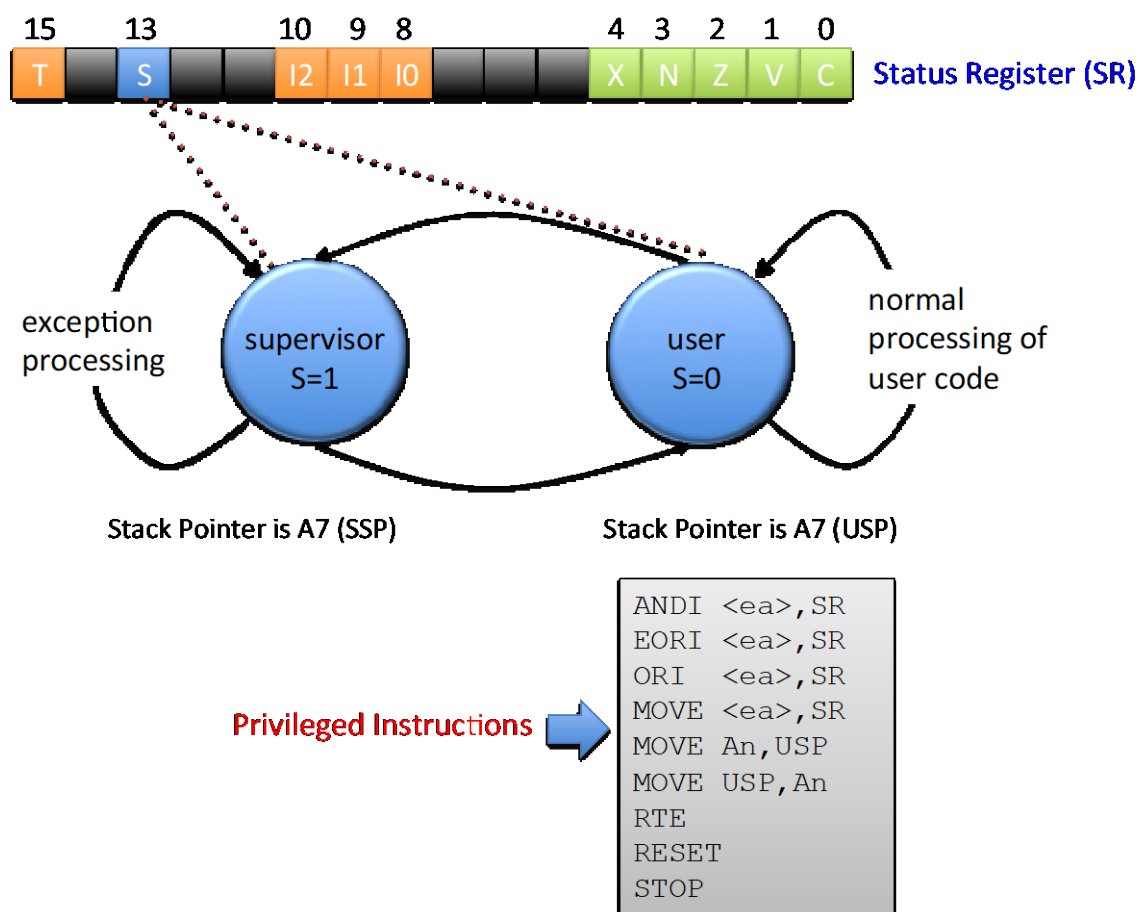 15 13 10 9 8 4 3 2 1 0
T S I2 I1 I0 X N Z V C
Status Register (SR)
exception
processing
supervisor
S=1
user
S=0
normal
processing of
user code
Stack Pointer is A7 (SSP)
Stack Pointer is A7 (USP)
Privileged Instructions
ANDI <ea>,SR
EORI <ea>,SR
ORI <ea>,SR
MOVE <ea>,SR
MOVE An,USP
MOVE USP,An
RTE
RESET
STOP